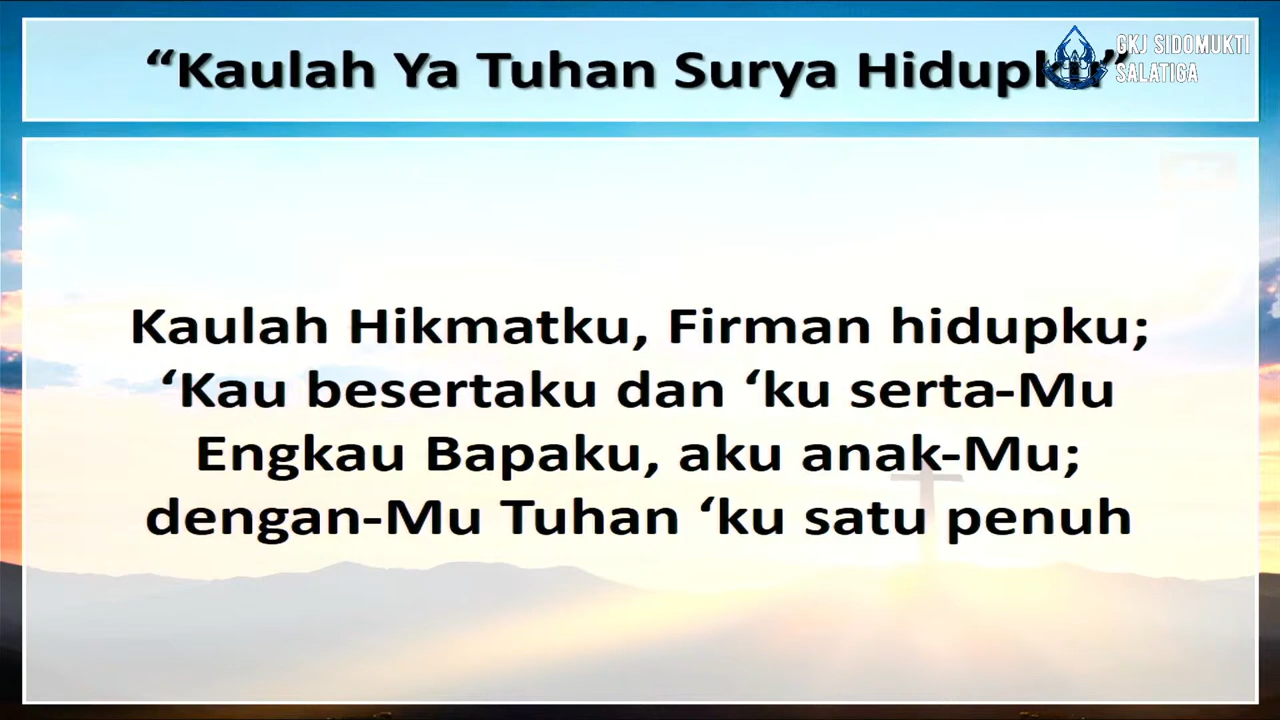 “Kaulah Ya Tuhan Surya Hidupku”
GKJ SIDOMUKTI
SALATIGA
Kaulah Hikmatku, Firman hidupku;
‘Kau besertaku dan ‘ku serta-Mu
Engkau Bapaku, aku anak-Mu;
dengan-Mu Tuhan ‘ku satu penuh